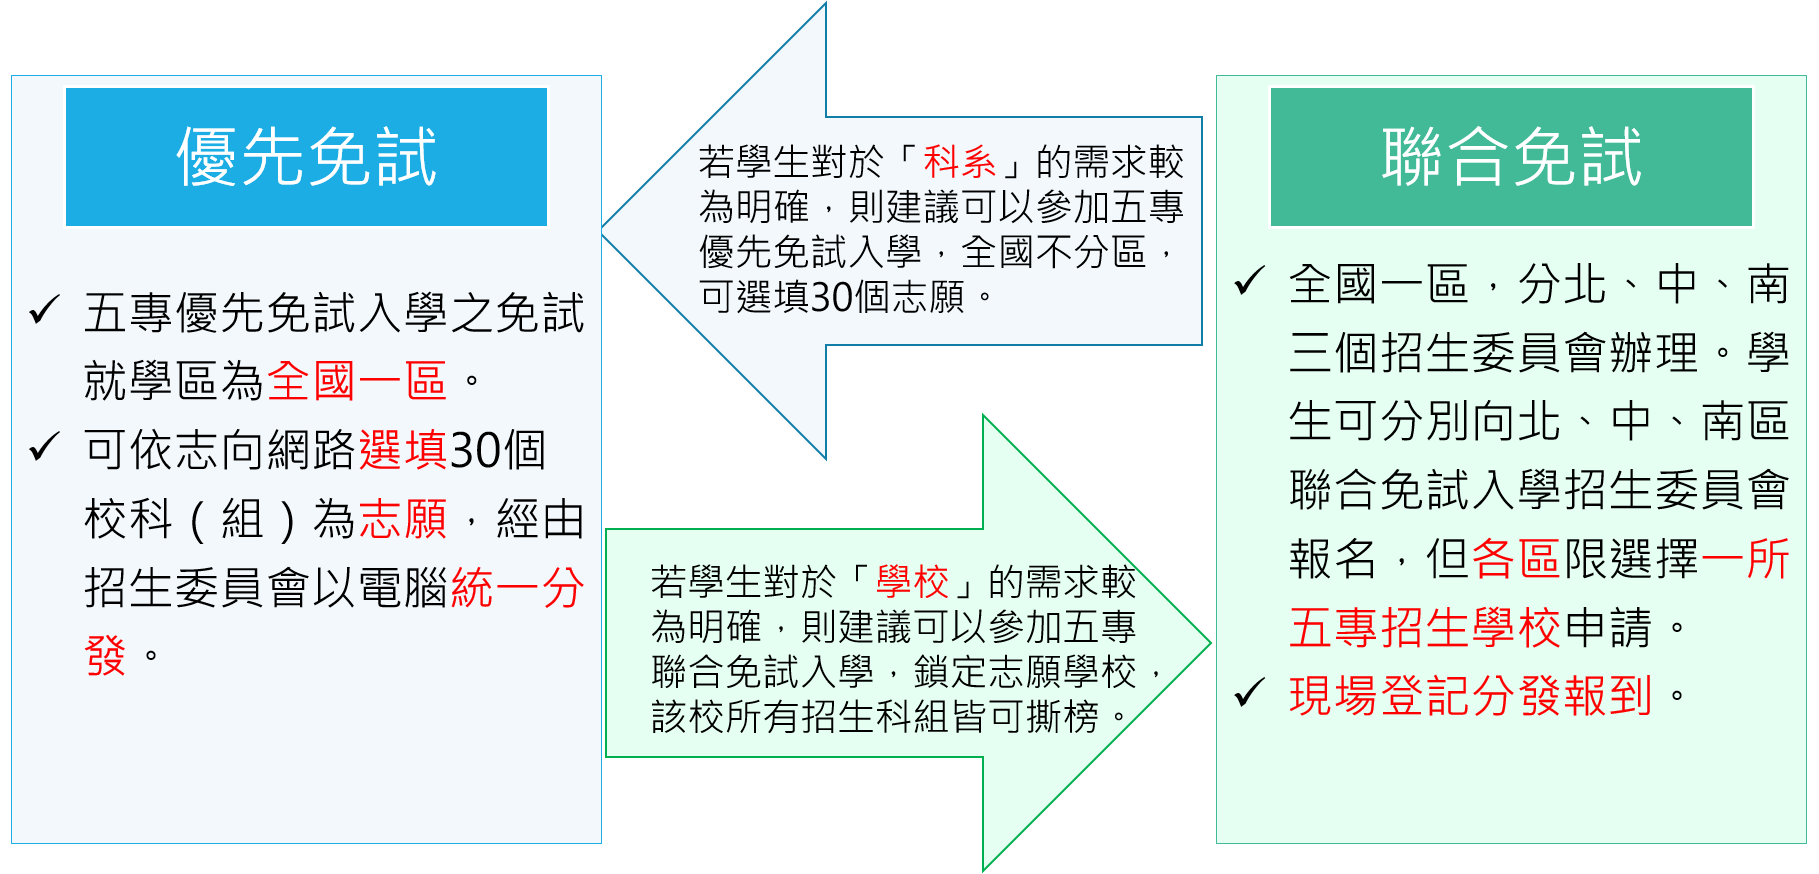 優先免試
✓ 五專優先免試入學之免試
就學區為全國一區。
✓ 可依志向網路選填30個
校科（組）為志願，經由
招生委員會以電腦統一分
發。
若學生對於「科系」的需求較
為明確，則建議可以參加五專
優先免試入學，全國不分區，
可選填30個志願。
若學生對於「學校」的需求較
為明確，則建議可以參加五專
聯合免試入學，鎖定志願學校，
該校所有招生科組皆可撕榜。
聯合免試
✓ 全國一區，分北、中、南
三個招生委員會辦理。學
生可分別向北、中、南區
聯合免試入學招生委員會
報名，但各區限選擇一所
五專招生學校申請。
✓ 現場登記分發報到。